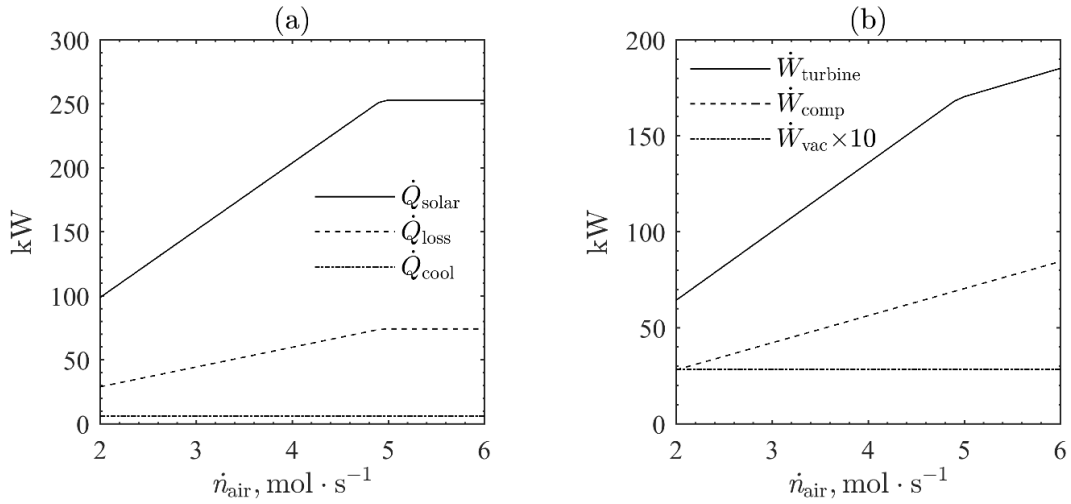 (a)
300
250
200
150
100
50
0
kW
Q̇solar
Q̇loss
Q̇cool
2 3 4 5 6
ṅair, mol · s−1
(b)
200
150
100
50
0
kW
Ẇturbine
Ẇcomp
Ẇvac×10
2 3 4 5 6
ṅair, mol · s−1